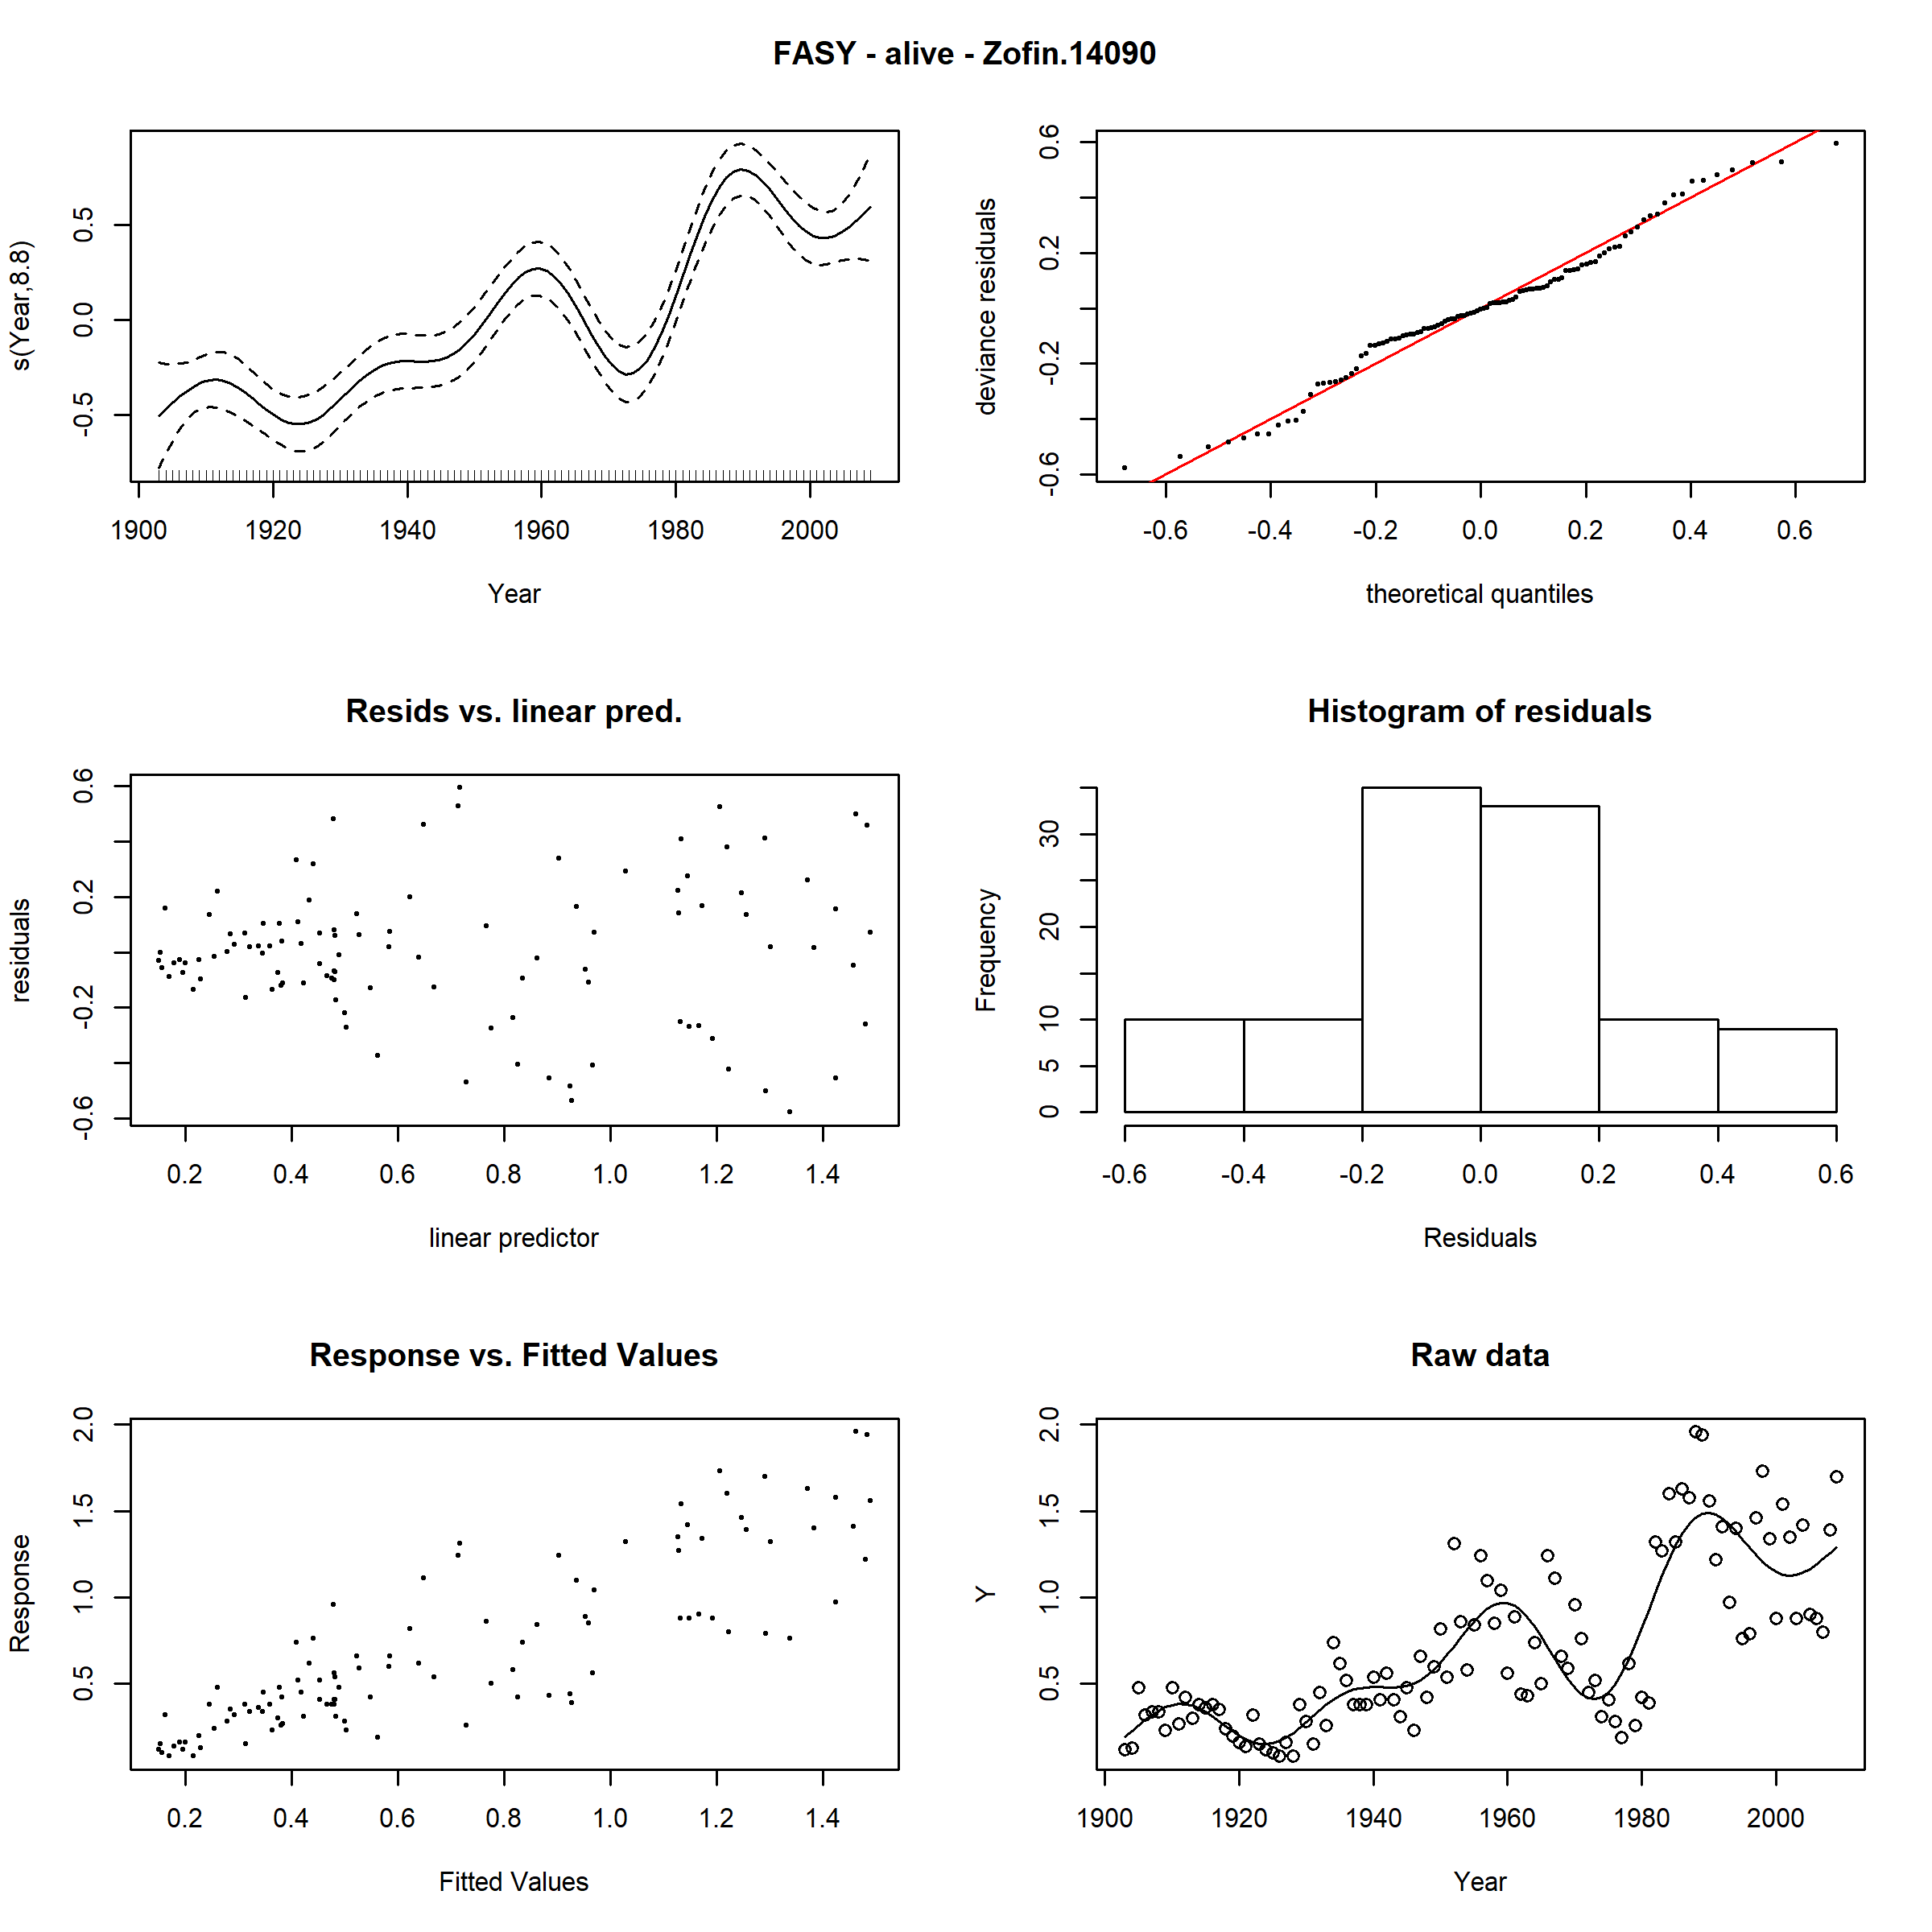 FASY - alive - Zofin.14090
s(Year,8.8)
0.5
0.0
-0.5
1900 1920 1940 1960 1980 2000
Year
deviance residuals
0.6
0.2
-0.2
-0.6
-0.6 -0.4 -0.2 0.0 0.2 0.4 0.6
theoretical quantiles
Resids vs. linear pred.
residuals
0.6
0.2
-0.2
-0.6
0.2 0.4 0.6 0.8 1.0 1.2 1.4
linear predictor
Histogram of residuals
Frequency
30
20
10
5
0
-0.6 -0.4 -0.2 0.0 0.2 0.4 0.6
Residuals
Response vs. Fitted Values
Response
2.0
1.5
1.0
0.5
0.2 0.4 0.6 0.8 1.0 1.2 1.4
Fitted Values
Raw data
Y
2.0
1.5
1.0
0.5
1900 1920 1940 1960 1980 2000
Year